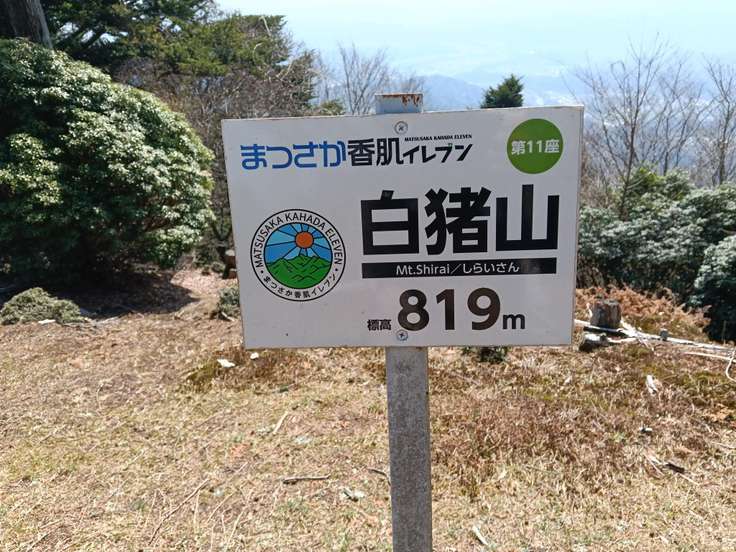 MATSUSAKA KAHADA ELEVEN
まつさか香肌イレブン
第11座
MATSUSAKA KAHADA ELEVEN
・まつさか香肌イレブン・
白猪山
Mt.Shirai／しらいさん
標高 819m